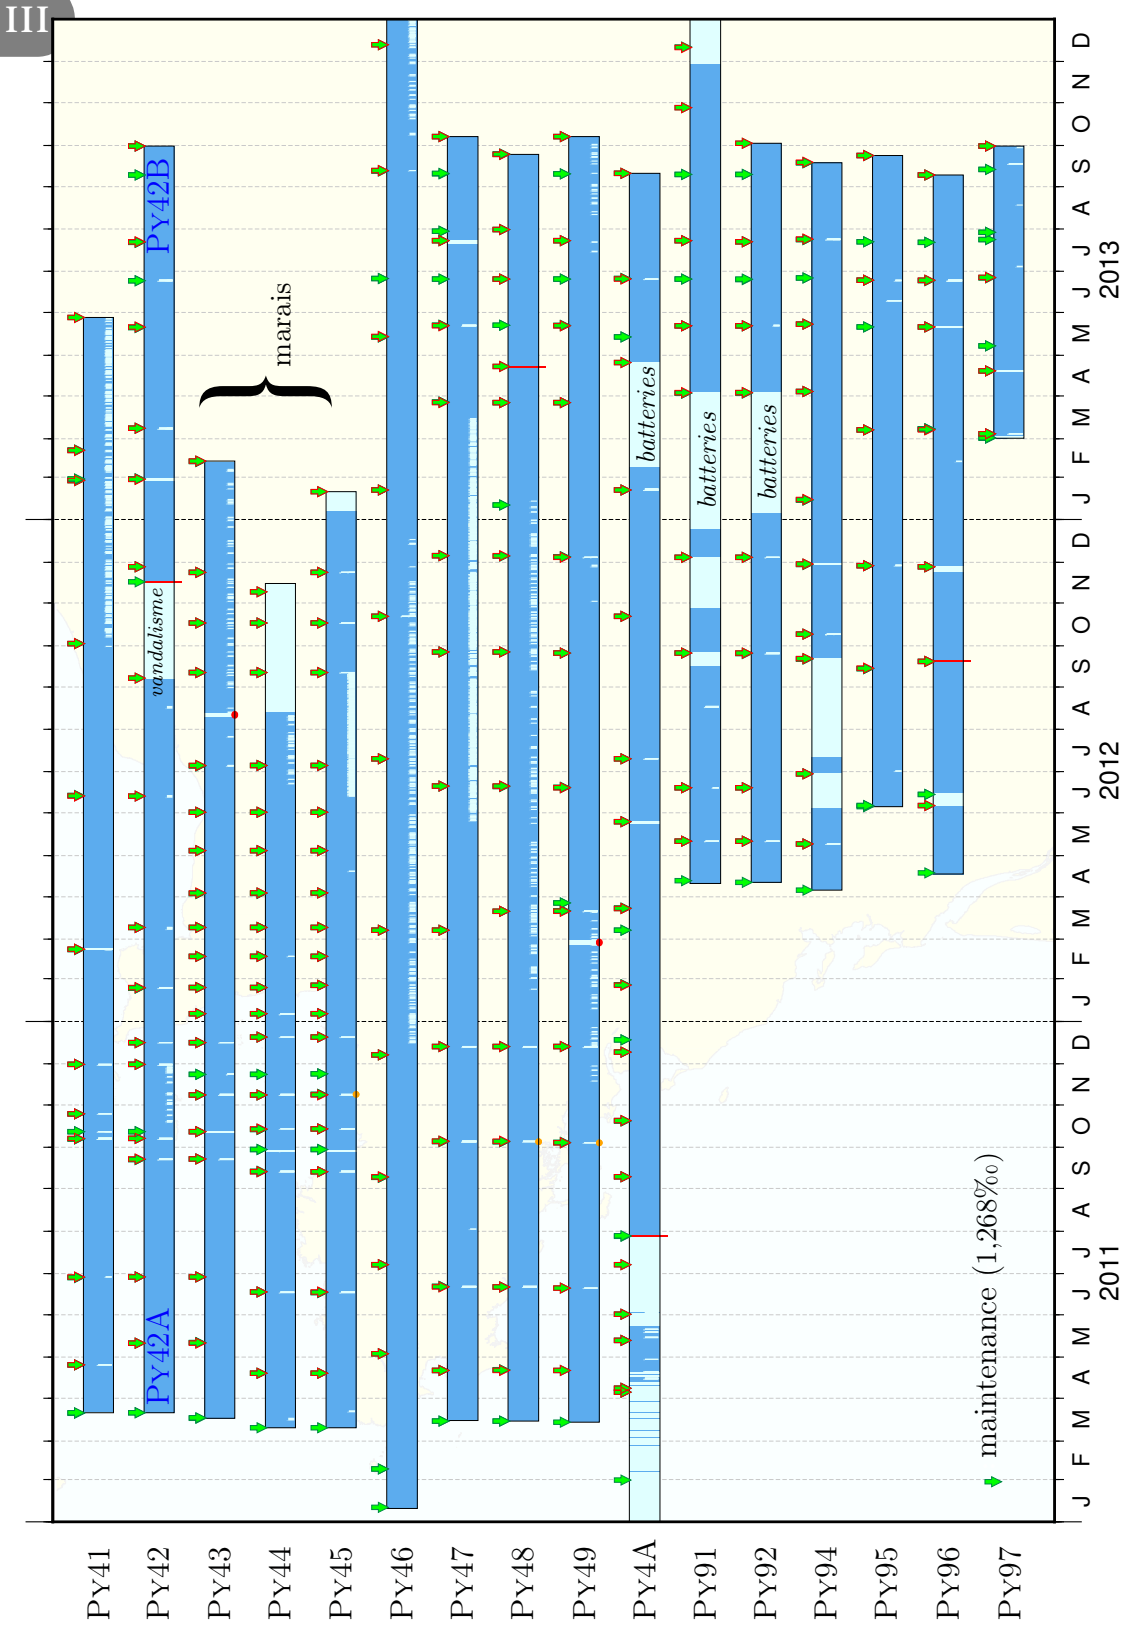 III
PY41
PY42
PY43
PY44
PY45
PY46
PY47
PY48
PY49
PY4A
PY91
PY92
PY94
PY95
PY96
PY97
PY42A
PY42B
vandalisme
marais
batteries
batteries
batteries
maintenance (1,268‰)
J F M A M J J A S O N D J F M A M J J A S O N D J F M A M J J A S O N D
2011 2012 2013